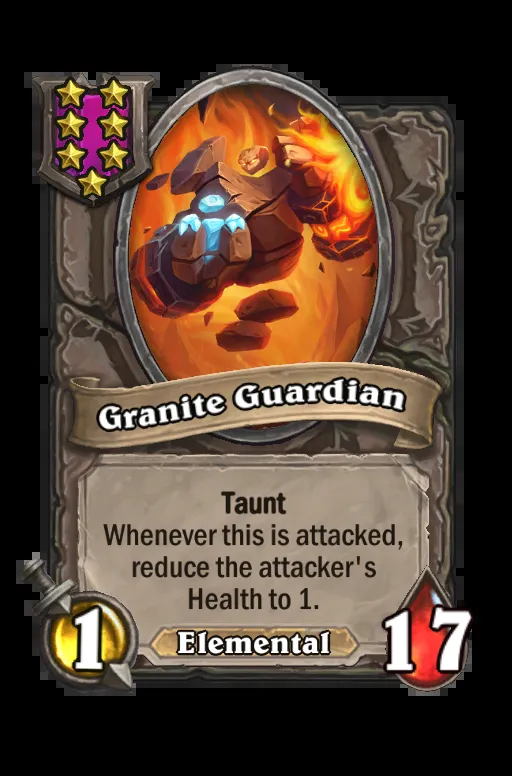 Granite Guardian
Taunt
Whenever this is attacked,
reduce the attacker's
Health to 1.
1
Elemental
17